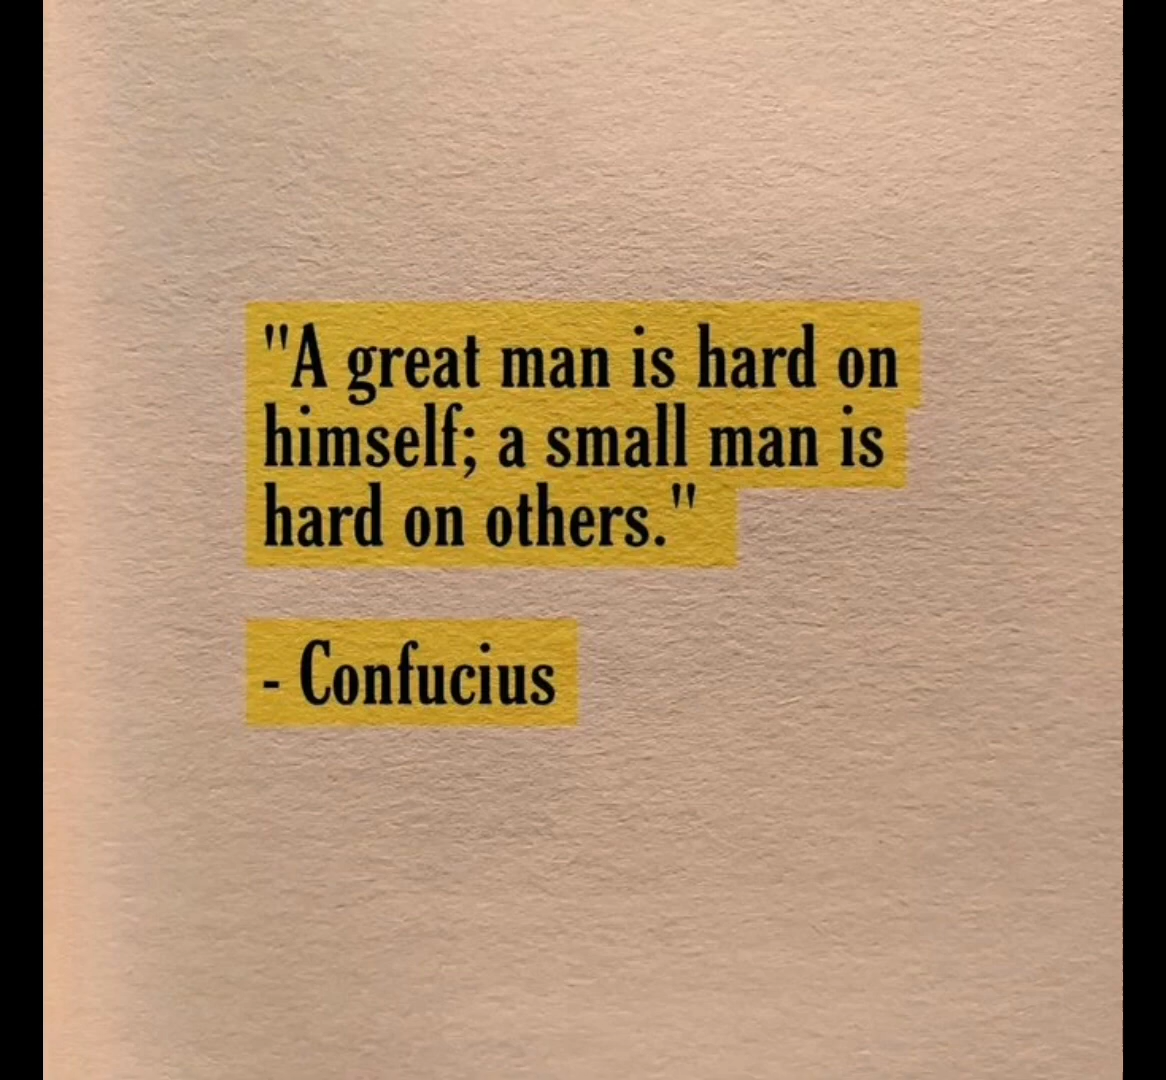 "A great man is hard on
himself; a small man is
hard on others."
- Confucius